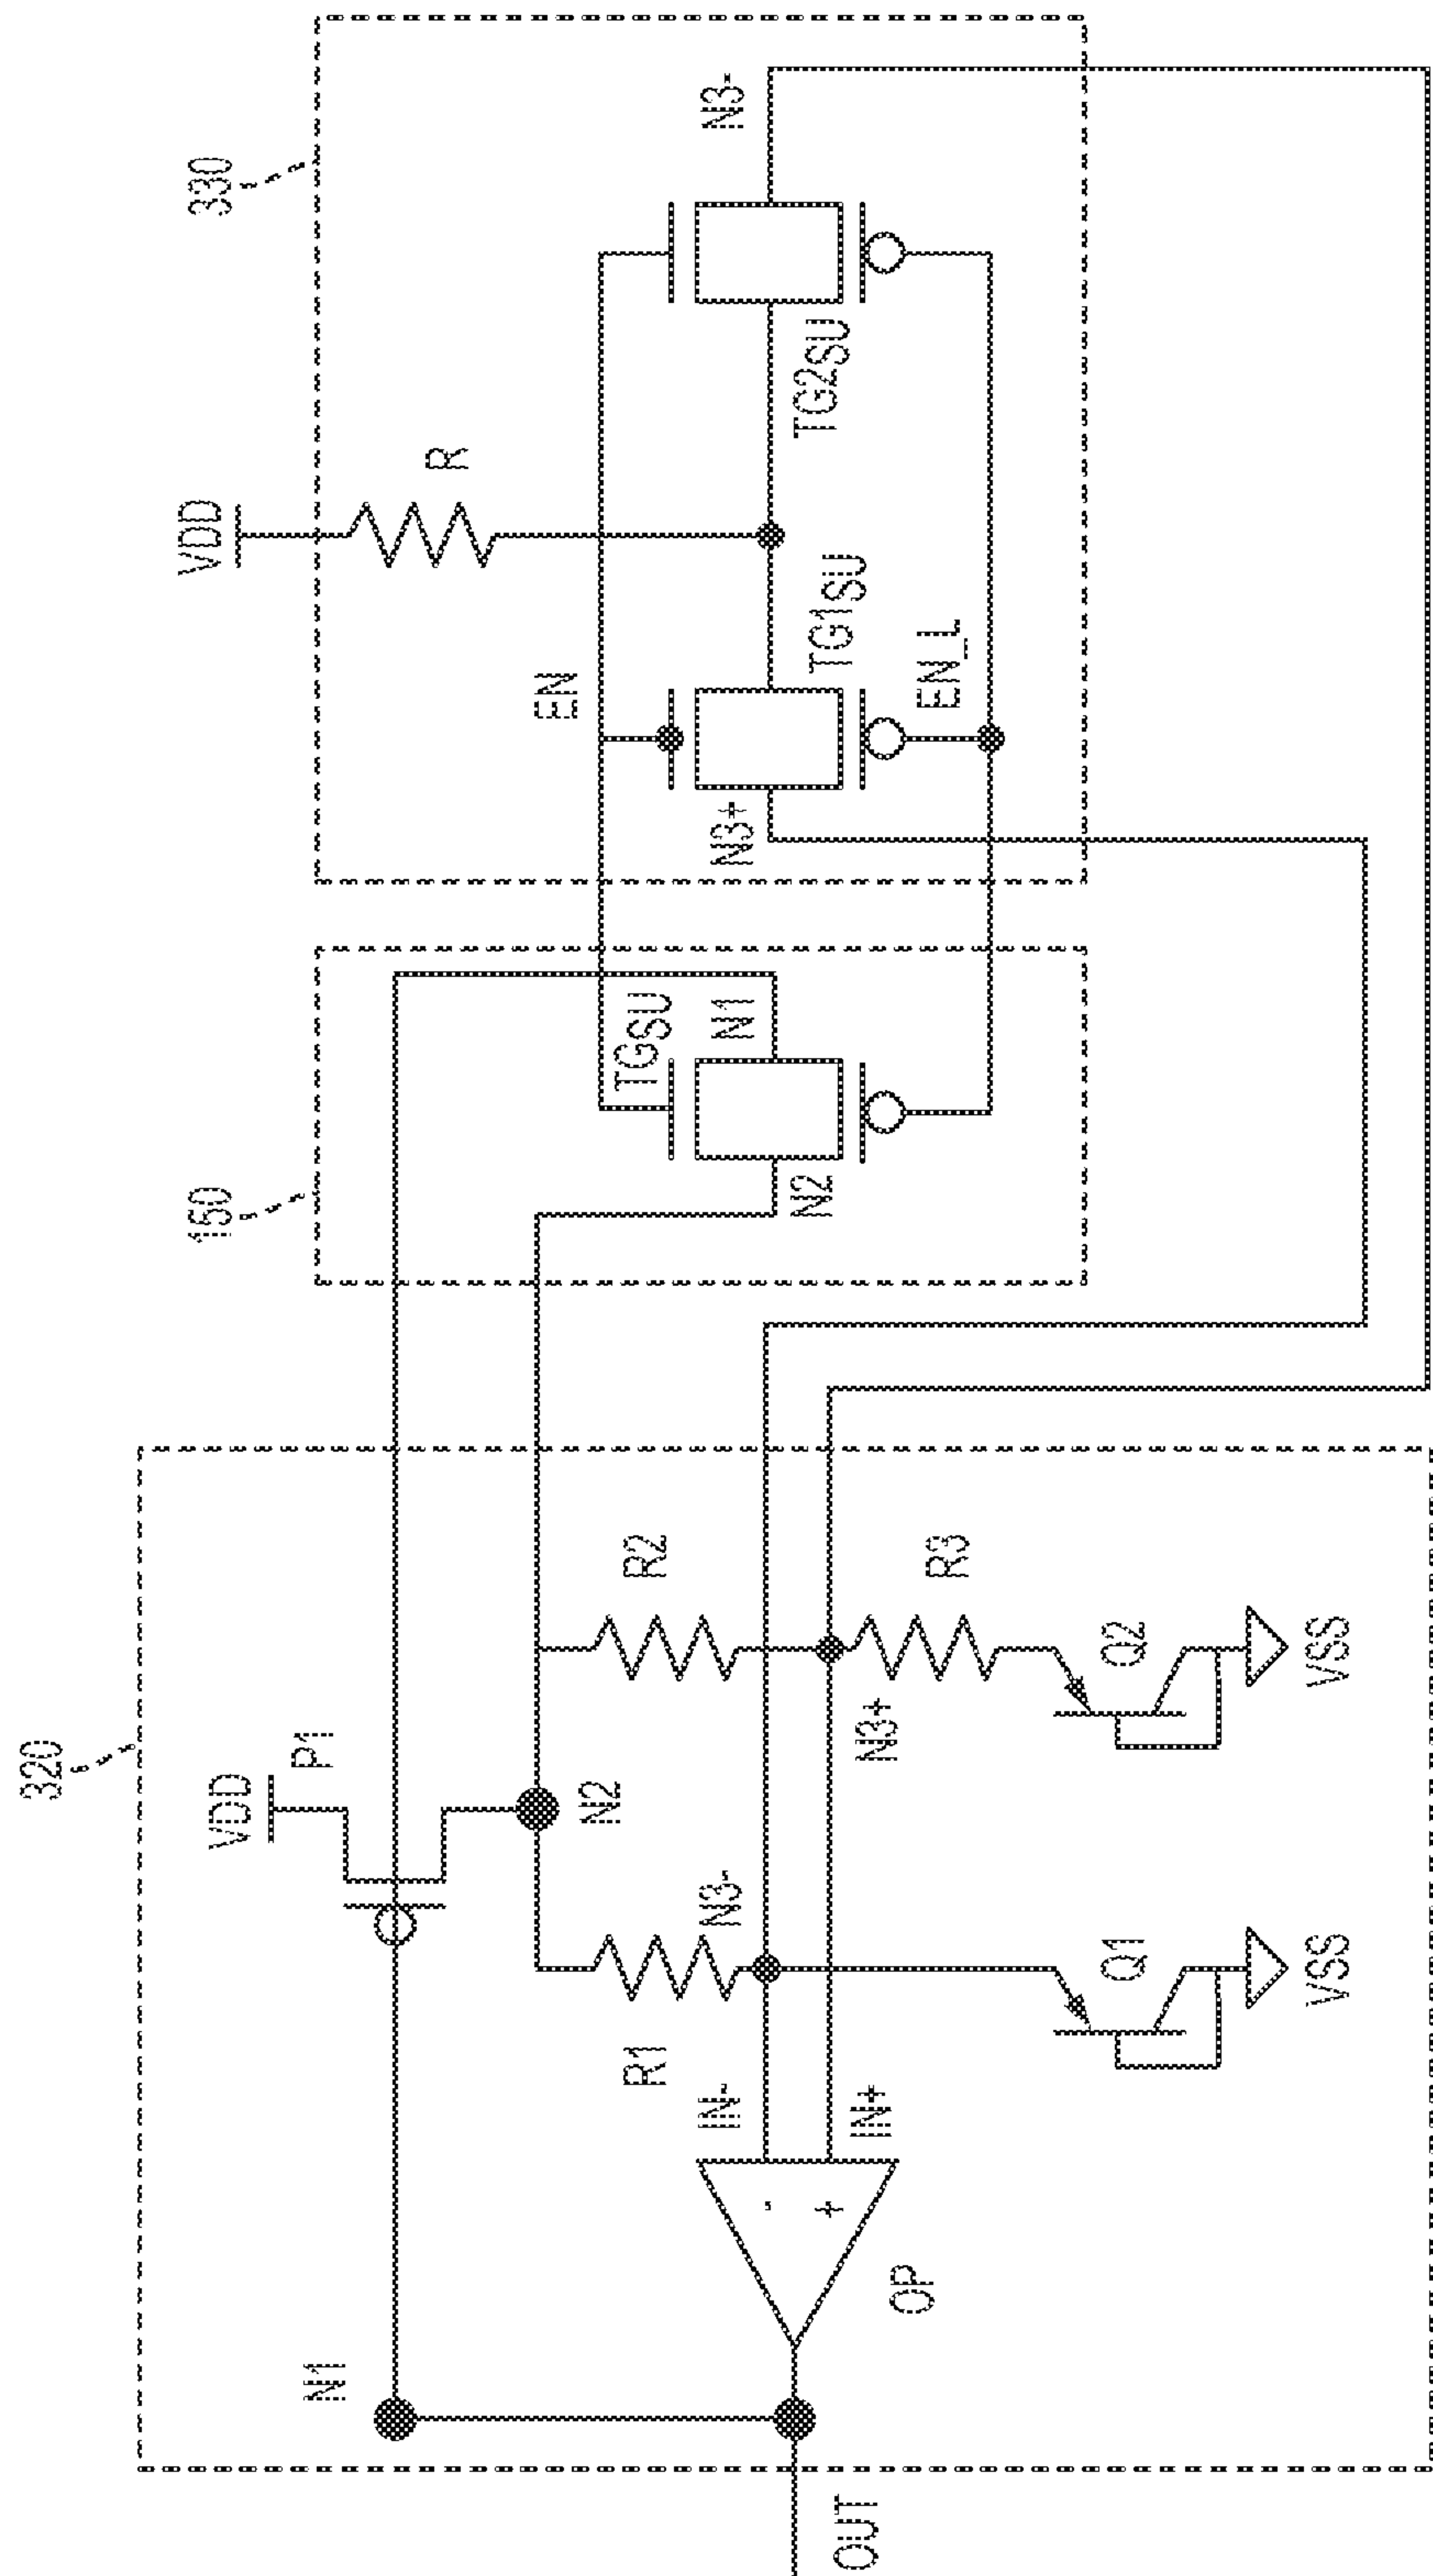 320
150
330
VDD
VDD
P1
R
N1
N2
EN
TGSU
N1
N2
N3+
TG1SU
TG2SU
N3-
EN_L
R1
N3-
R2
IN-
-
+
IN+
N3+
R3
OP
OUT
Q1
Q2
VSS
VSS